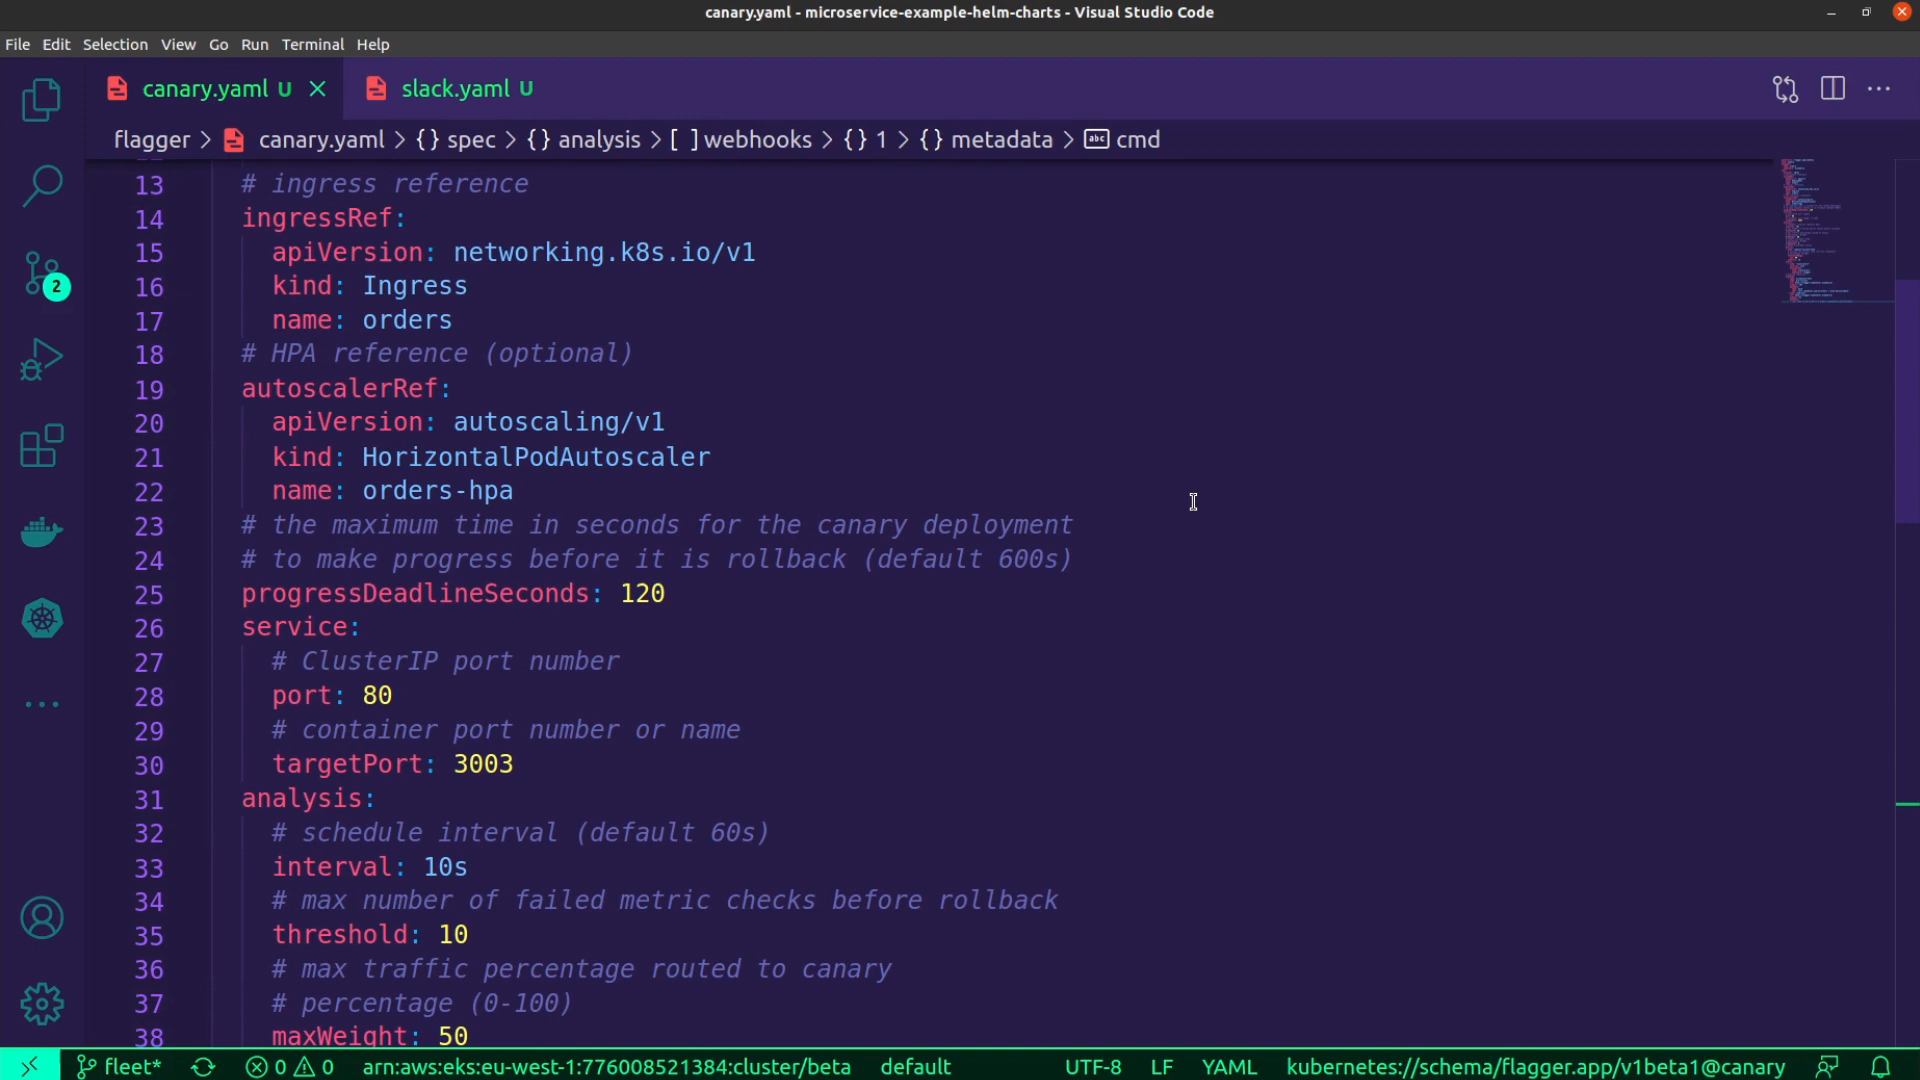 canary.yaml - microservice-example-helm-charts - Visual Studio Code
File Edit Selection View Go Run Terminal Help
canary.yaml U slack.yaml U
flagger > canary.yaml > {} spec > {} analysis > [ ] webhooks > {} 1 > {} metadata > abc cmd
13 # ingress reference
14 ingressRef:
15 apiVersion: networking.k8s.io/v1
16 kind: Ingress
17 name: orders
18 # HPA reference (optional)
19 autoscalerRef:
20 apiVersion: autoscaling/v1
21 kind: HorizontalPodAutoscaler
22 name: orders-hpa
23 # the maximum time in seconds for the canary deployment
24 # to make progress before it is rollback (default 600s)
25 progressDeadlineSeconds: 120
26 service:
27 # ClusterIP port number
28 port: 80
29 # container port number or name
30 targetPort: 3003
31 analysis:
32 # schedule interval (default 60s)
33 interval: 10s
34 # max number of failed metric checks before rollback
35 threshold: 10
36 # max traffic percentage routed to canary
37 # percentage (0-100)
38 maxWeight: 50
2
fleet* 0 0 arn:aws:eks:eu-west-1:776008521384:cluster/beta default UTF-8 LF YAML kubernetes://schema/flagger.app/v1beta1@canary